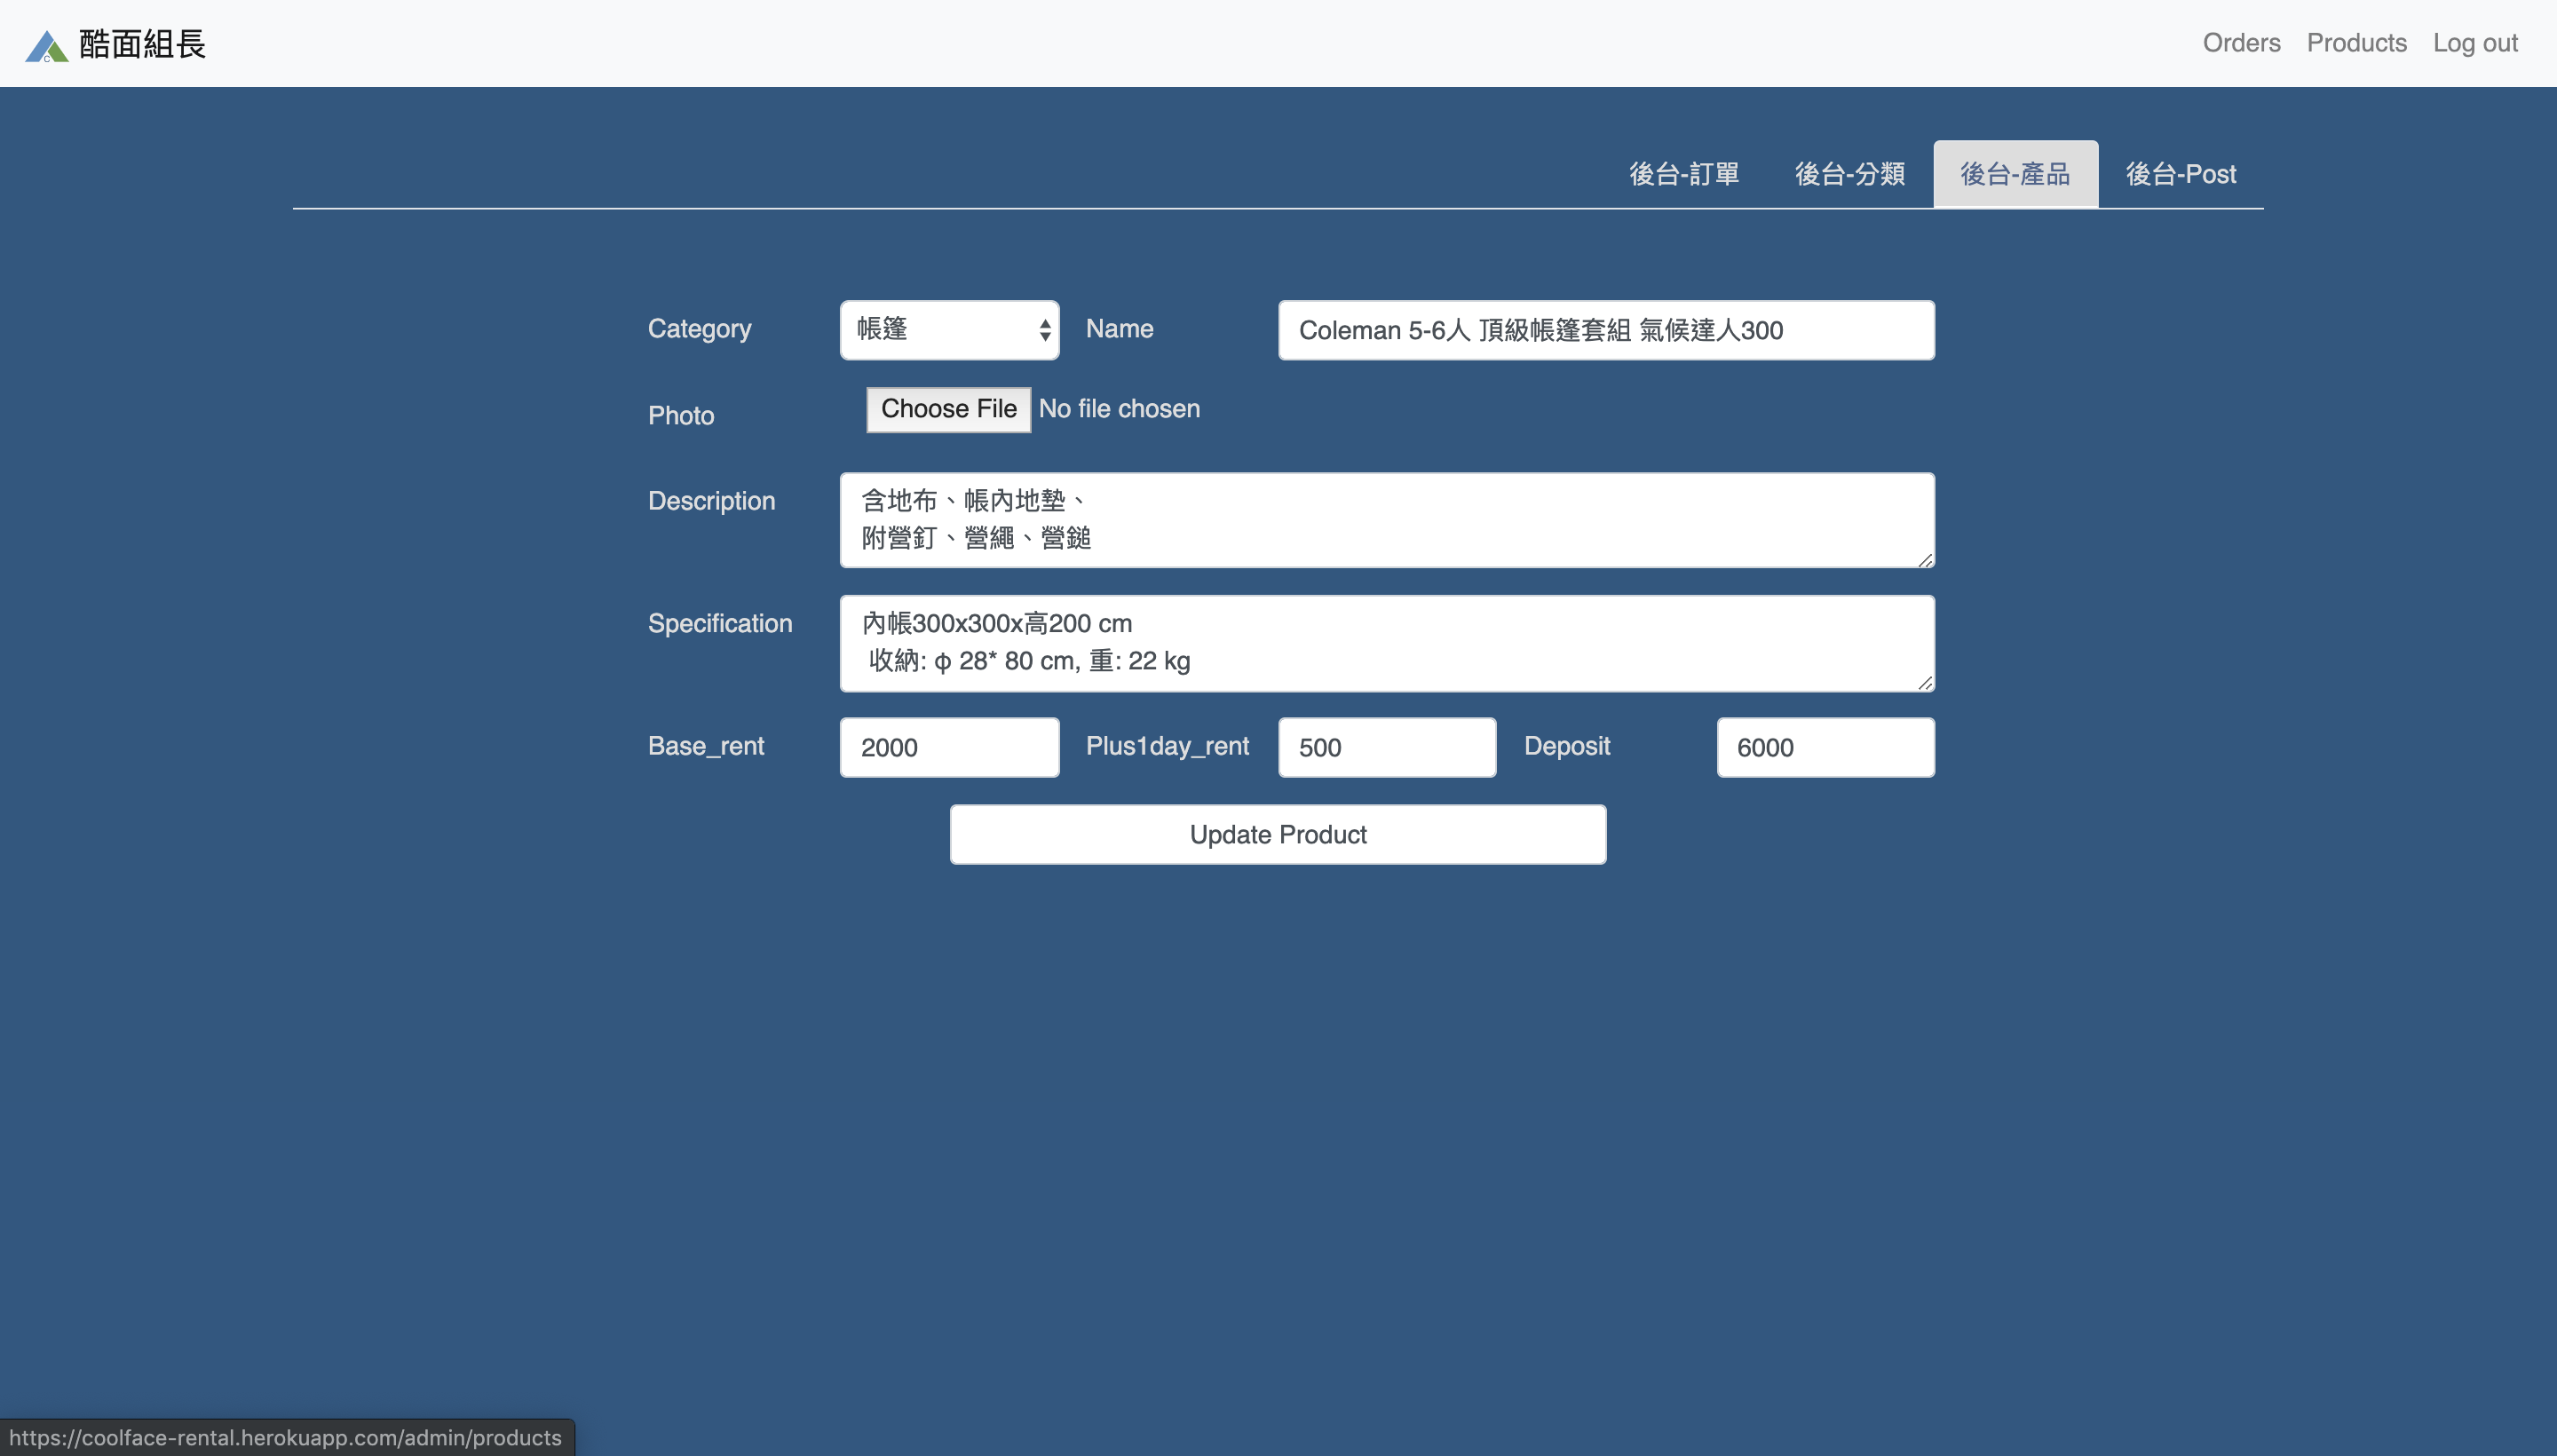 酷面組長
Orders Products Log out
後台-訂單 後台-分類 後台-產品 後台-Post
Category 帳篷 Name Coleman 5-6人 頂級帳篷套組 氣候達人300
Photo Choose File No file chosen
Description 含地布、帳內地墊、
附營釘、營繩、營鎚
Specification 內帳300x300x高200 cm
收納: φ 28* 80 cm, 重: 22 kg
Base_rent 2000 Plus1day_rent 500 Deposit 6000
Update Product
https://coolface-rental.herokuapp.com/admin/products